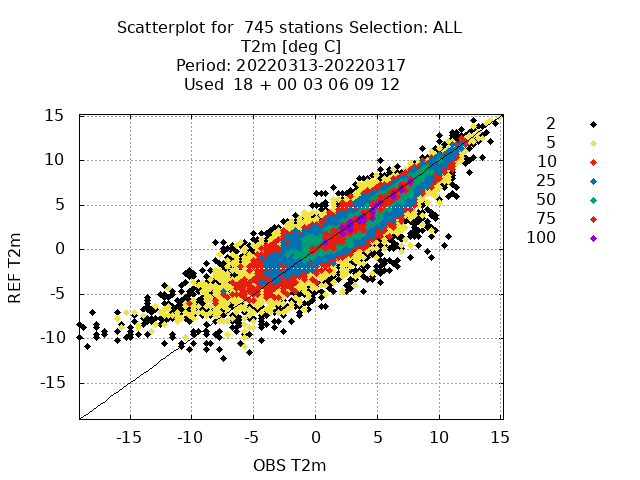 Scatterplot for  745 stations Selection: ALL
T2m [deg C]
Period: 20220313-20220317
Used  18 + 00 03 06 09 12
15
10
5
0
-5
-10
-15
REF T2m
-15 -10 -5 0 5 10 15
OBS T2m
2
5
10
25
50
75
100